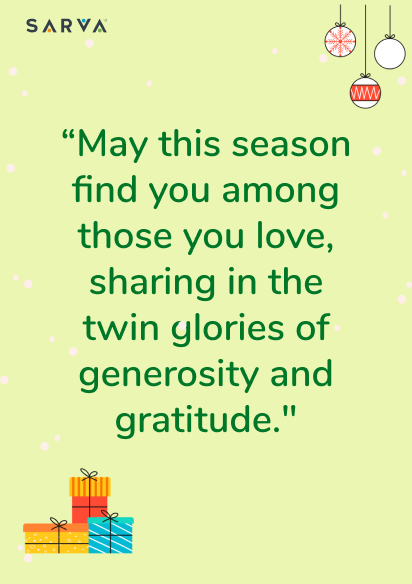 SARVA
“May this season
find you among
those you love,
sharing in the
twin glories of
generosity and
gratitude."